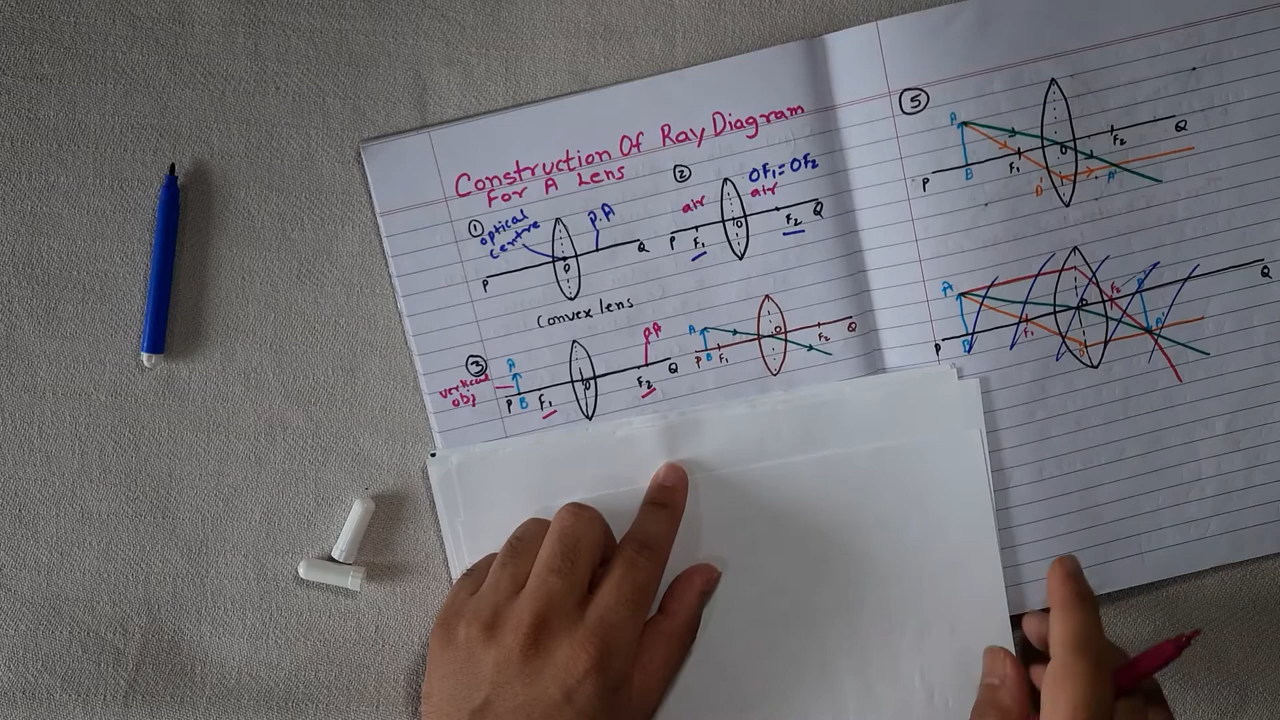 Construction Of Ray Diagram
For A Lens
①
optical
centre
P.A
O
P
Q
Convex lens
②
OF₁ = OF₂
air
air
P
F₁
O
F₂
Q
③
vertical
obj
A
P
B
F₁
O
P.A
F₂
Q
A
P
B
F₁
O
F₂
Q
⑤
A
P
B
F₁
O
D'
A'
F₂
Q
A
P
B
F₁
O
D'
F₂
B'
A'
Q